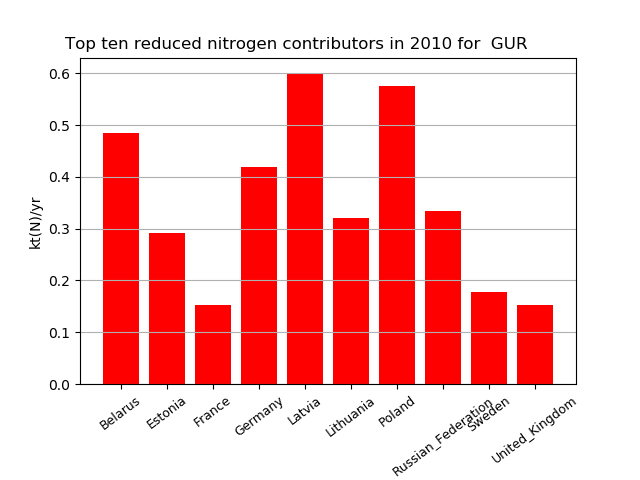 Top ten reduced nitrogen contributors in 2010 for  GUR
kt(N)/yr
0.6
0.5
0.4
0.3
0.2
0.1
0.0
Belarus
Estonia
France
Germany
Latvia
Lithuania
Poland
Russian_Federation
Sweden
United_Kingdom